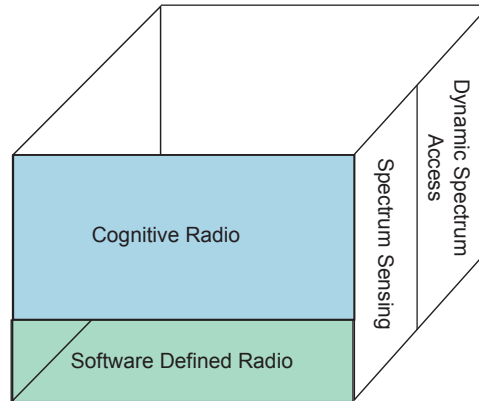 Cognitive Radio
Software Defined Radio
Spectrum Sensing
Dynamic Spectrum
Access